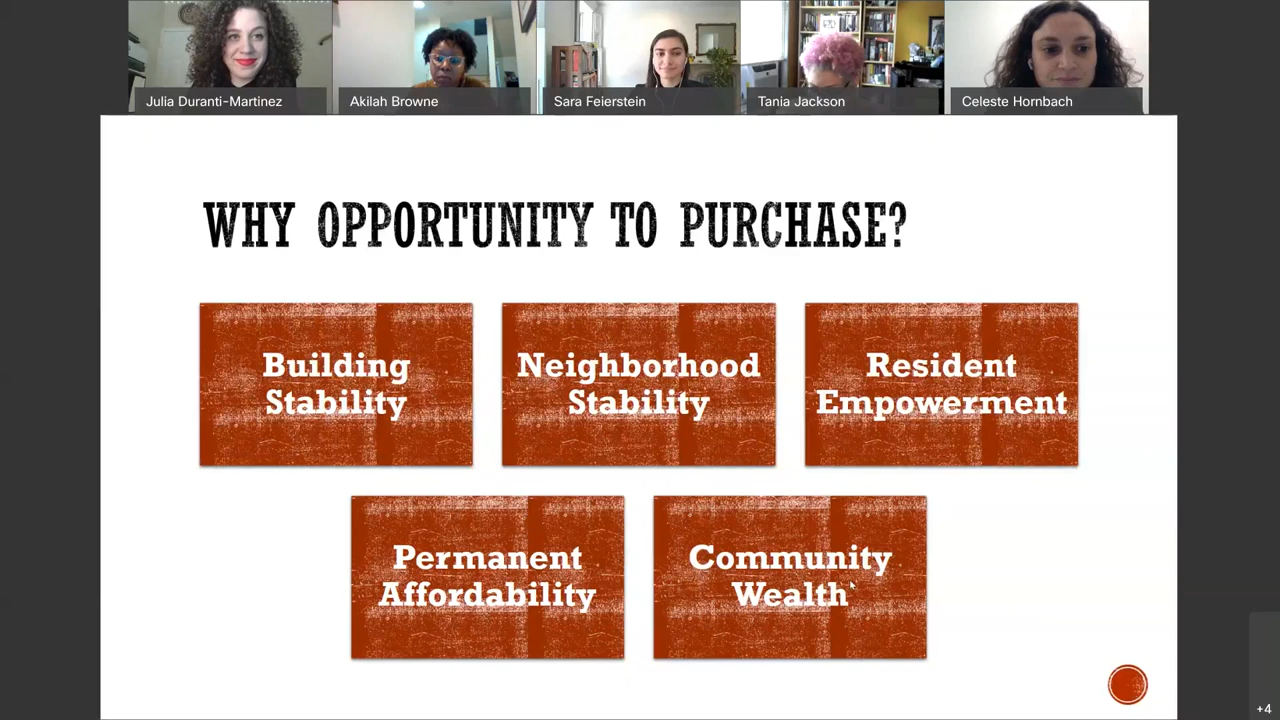 Julia Duranti-Martinez
Akilah Browne
Sara Feierstein
Tania Jackson
Celeste Hornbach
WHY OPPORTUNITY TO PURCHASE?
Building
Stability
Neighborhood
Stability
Resident
Empowerment
Permanent
Affordability
Community
Wealth
+4